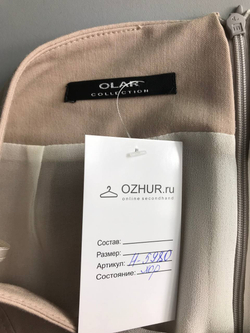 OLAR
COLLECTION
OZHUR.ru
online secondhand
Состав:
Размер:
Артикул:
Состояние: